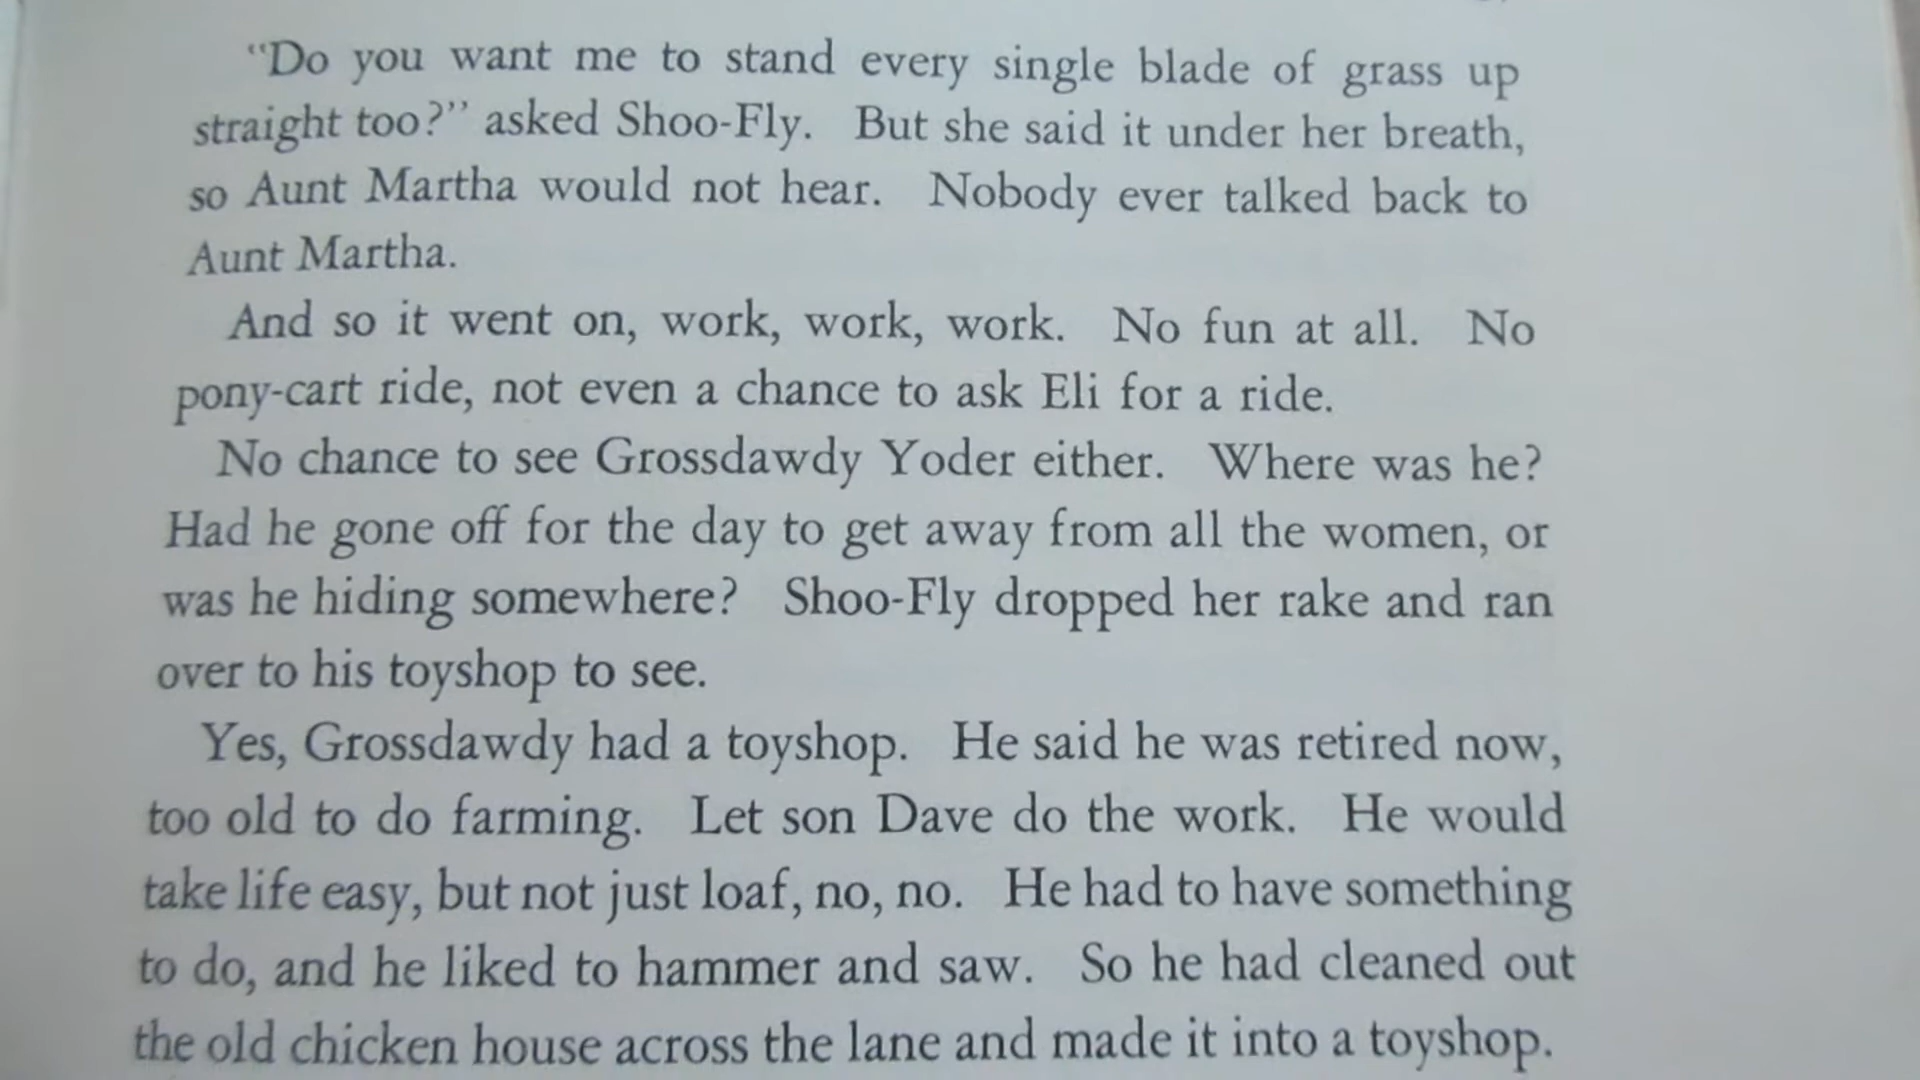 “Do you want me to stand every single blade of grass up
straight too?” asked Shoo-Fly. But she said it under her breath,
so Aunt Martha would not hear. Nobody ever talked back to
Aunt Martha.
And so it went on, work, work, work. No fun at all. No
pony-cart ride, not even a chance to ask Eli for a ride.
No chance to see Grossdawdy Yoder either. Where was he?
Had he gone off for the day to get away from all the women, or
was he hiding somewhere? Shoo-Fly dropped her rake and ran
over to his toyshop to see.
Yes, Grossdawdy had a toyshop. He said he was retired now,
too old to do farming. Let son Dave do the work. He would
take life easy, but not just loaf, no, no. He had to have something
to do, and he liked to hammer and saw. So he had cleaned out
the old chicken house across the lane and made it into a toyshop.